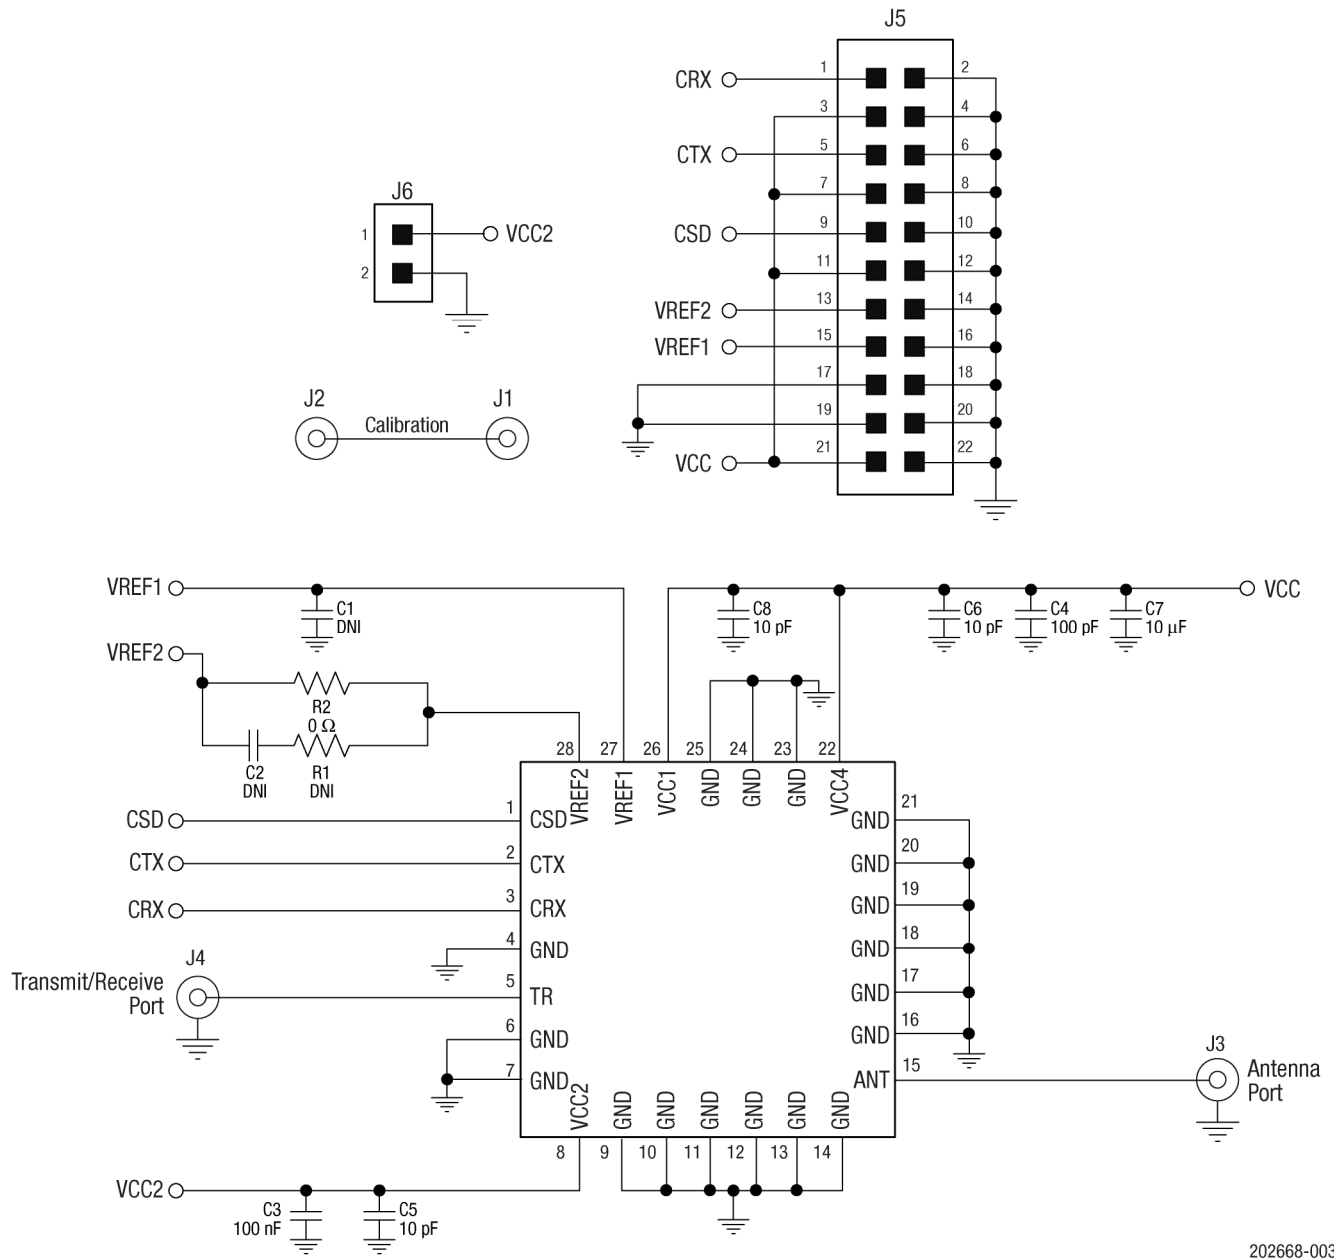 J5
CRX
1
2
3
4
CTX
5
6
7
8
CSD
9
10
11
12
VREF2
13
14
VREF1
15
16
17
18
19
20
VCC
21
22
J6
1
VCC2
2
J2
J1
Calibration
VREF1
C1
DNI
VREF2
R2
0 Ω
C2
DNI
R1
DNI
C8
10 pF
C6
10 pF
C4
100 pF
C7
10 µF
VCC
28
27
26
25
24
23
22
VREF2
VREF1
VCC1
GND
GND
GND
VCC4
CSD
1
CSD
CTX
2
CTX
CRX
3
CRX
4
GND
J4
Transmit/Receive
Port
5
TR
6
GND
7
GND
21
GND
20
GND
19
GND
18
GND
17
GND
16
GND
15
ANT
J3
Antenna
Port
VCC2
GND
GND
GND
GND
GND
GND
8
9
10
11
12
13
14
VCC2
C3
100 nF
C5
10 pF
202668-003